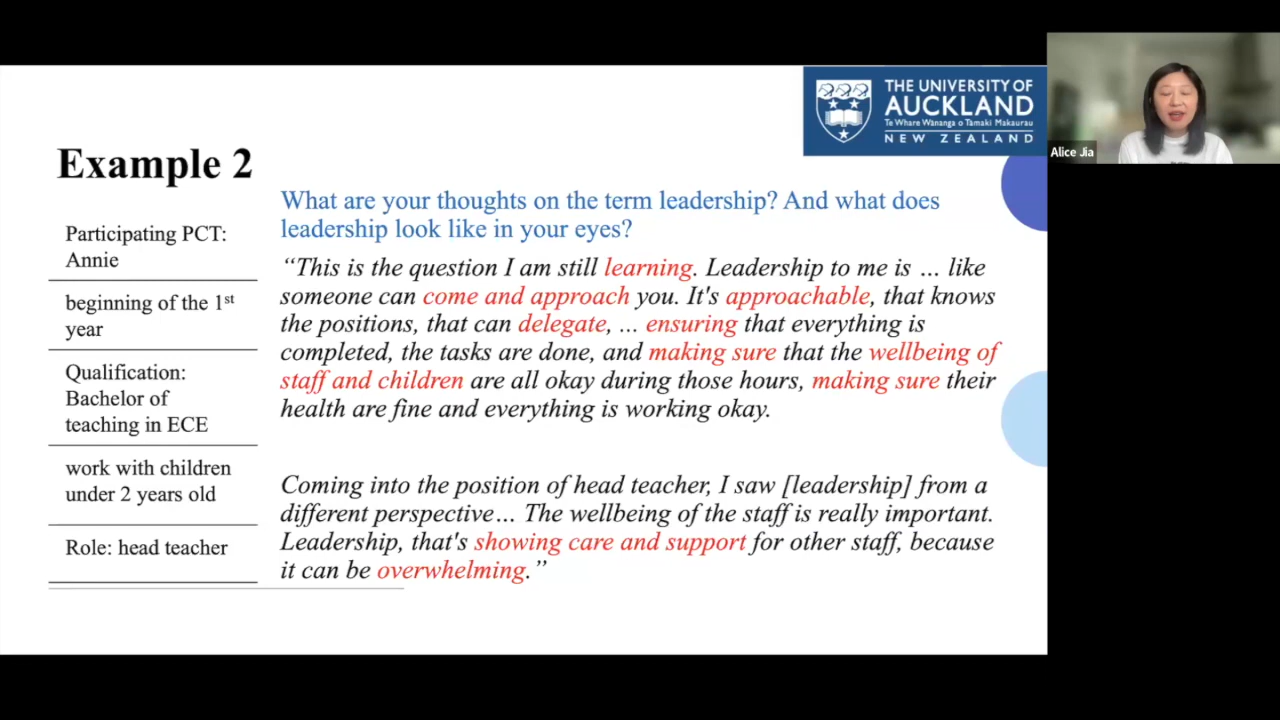 THE UNIVERSITY OF
AUCKLAND
Te Whare Wānanga o Tāmaki Makaurau
NEW ZEALAND
Alice Jia
Example 2
Participating PCT:
Annie
beginning of the 1st
year
Qualification:
Bachelor of
teaching in ECE
work with children
under 2 years old
Role: head teacher
What are your thoughts on the term leadership? And what does
leadership look like in your eyes?
“This is the question I am still learning. Leadership to me is … like
someone can come and approach you. It's approachable, that knows
the positions, that can delegate, … ensuring that everything is
completed, the tasks are done, and making sure that the wellbeing of
staff and children are all okay during those hours, making sure their
health are fine and everything is working okay.
Coming into the position of head teacher, I saw [leadership] from a
different perspective… The wellbeing of the staff is really important.
Leadership, that's showing care and support for other staff, because
it can be overwhelming.”